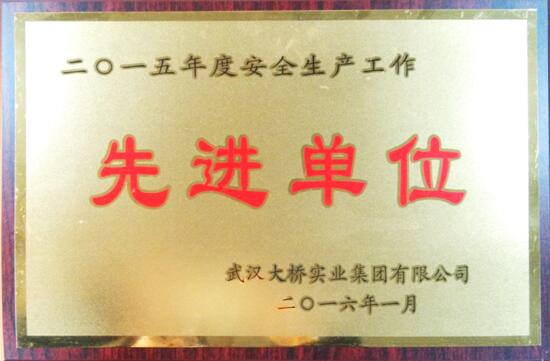 二〇一五年度安全生产工作
先进单位
武汉大桥实业集团有限公司
二〇一六年一月